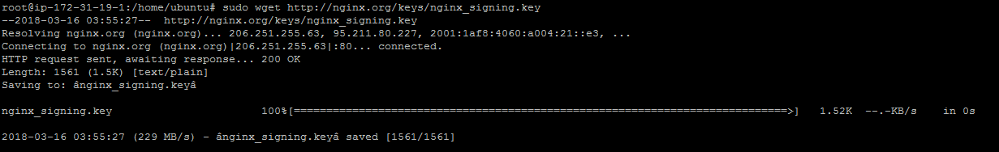 root@ip-172-31-19-1:/home/ubuntu# sudo wget http://nginx.org/keys/nginx_signing.key
--2018-03-16 03:55:27--  http://nginx.org/keys/nginx_signing.key
Resolving nginx.org (nginx.org)... 206.251.255.63, 95.211.80.227, 2001:1af8:4060:a004:21::e3, ...
Connecting to nginx.org (nginx.org)|206.251.255.63|:80... connected.
HTTP request sent, awaiting response... 200 OK
Length: 1561 (1.5K) [text/plain]
Saving to: ânginx_signing.keyâ
nginx_signing.key 100%[============================================================================>] 1.52K --.-KB/s in 0s
2018-03-16 03:55:27 (229 MB/s) - ânginx_signing.keyâ saved [1561/1561]